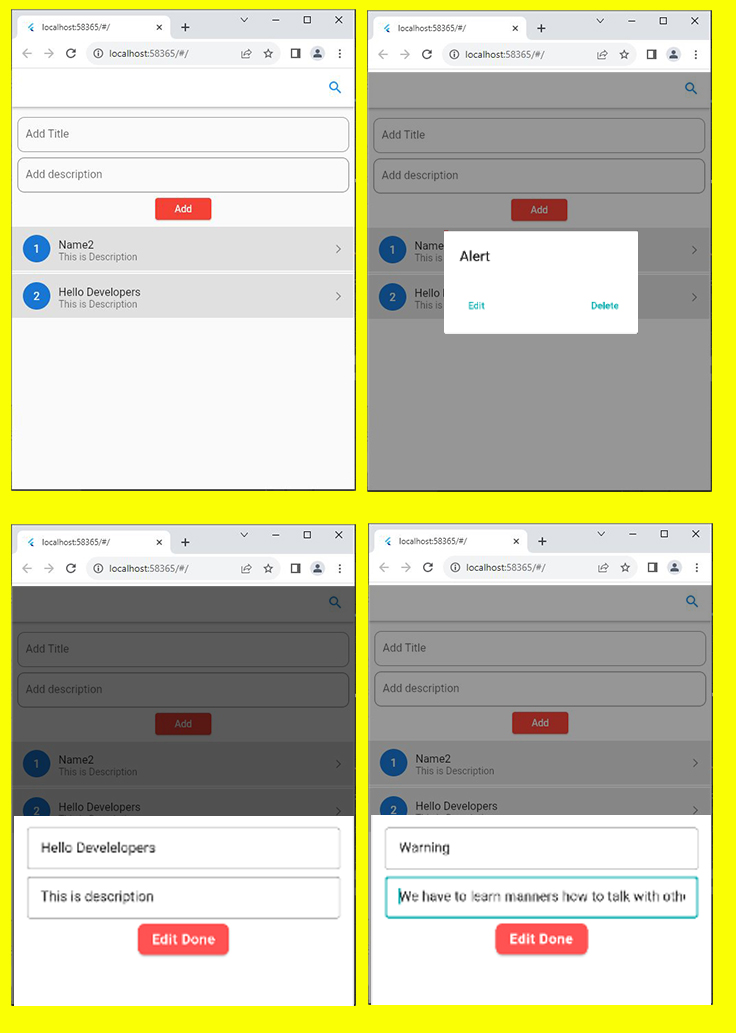 localhost:58365/#/
localhost:58365/#/
Add Title
Add description
Add
1 Name2
This is Description
2 Hello Developers
This is Description
localhost:58365/#/
localhost:58365/#/
Add Title
Add description
Add
1 Name
This is
2 Hello
This is
Alert
Edit Delete
localhost:58365/#/
localhost:58365/#/
Add Title
Add description
Add
1 Name2
This is Description
2 Hello Developers
Hello Develelopers
This is description
Edit Done
localhost:58365/#/
localhost:58365/#/
Add Title
Add description
Add
1 Name2
This is Description
2 Hello Developers
Warning
We have to learn manners how to talk with oth
Edit Done